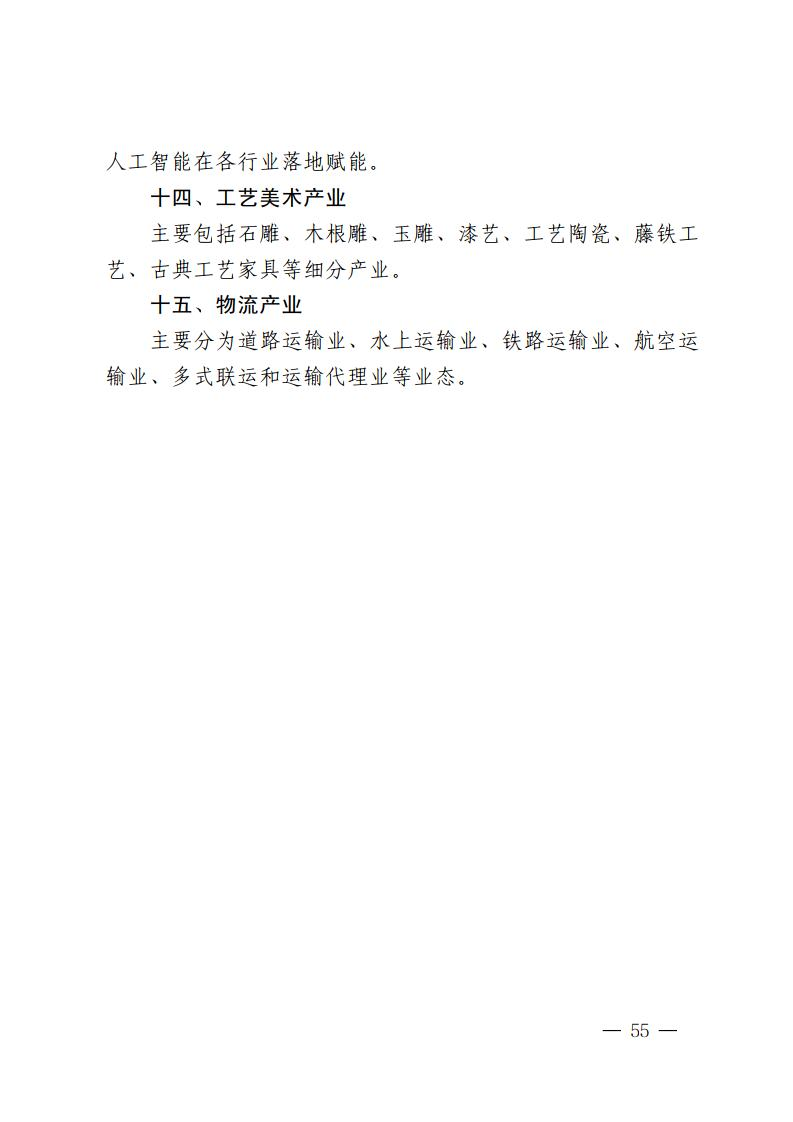 人工智能在各行业落地赋能。
十四、工艺美术产业
主要包括石雕、木根雕、玉雕、漆艺、工艺陶瓷、藤铁工
艺、古典工艺家具等细分产业。
十五、物流产业
主要分为道路运输业、水上运输业、铁路运输业、航空运
输业、多式联运和运输代理业等业态。
— 55 —